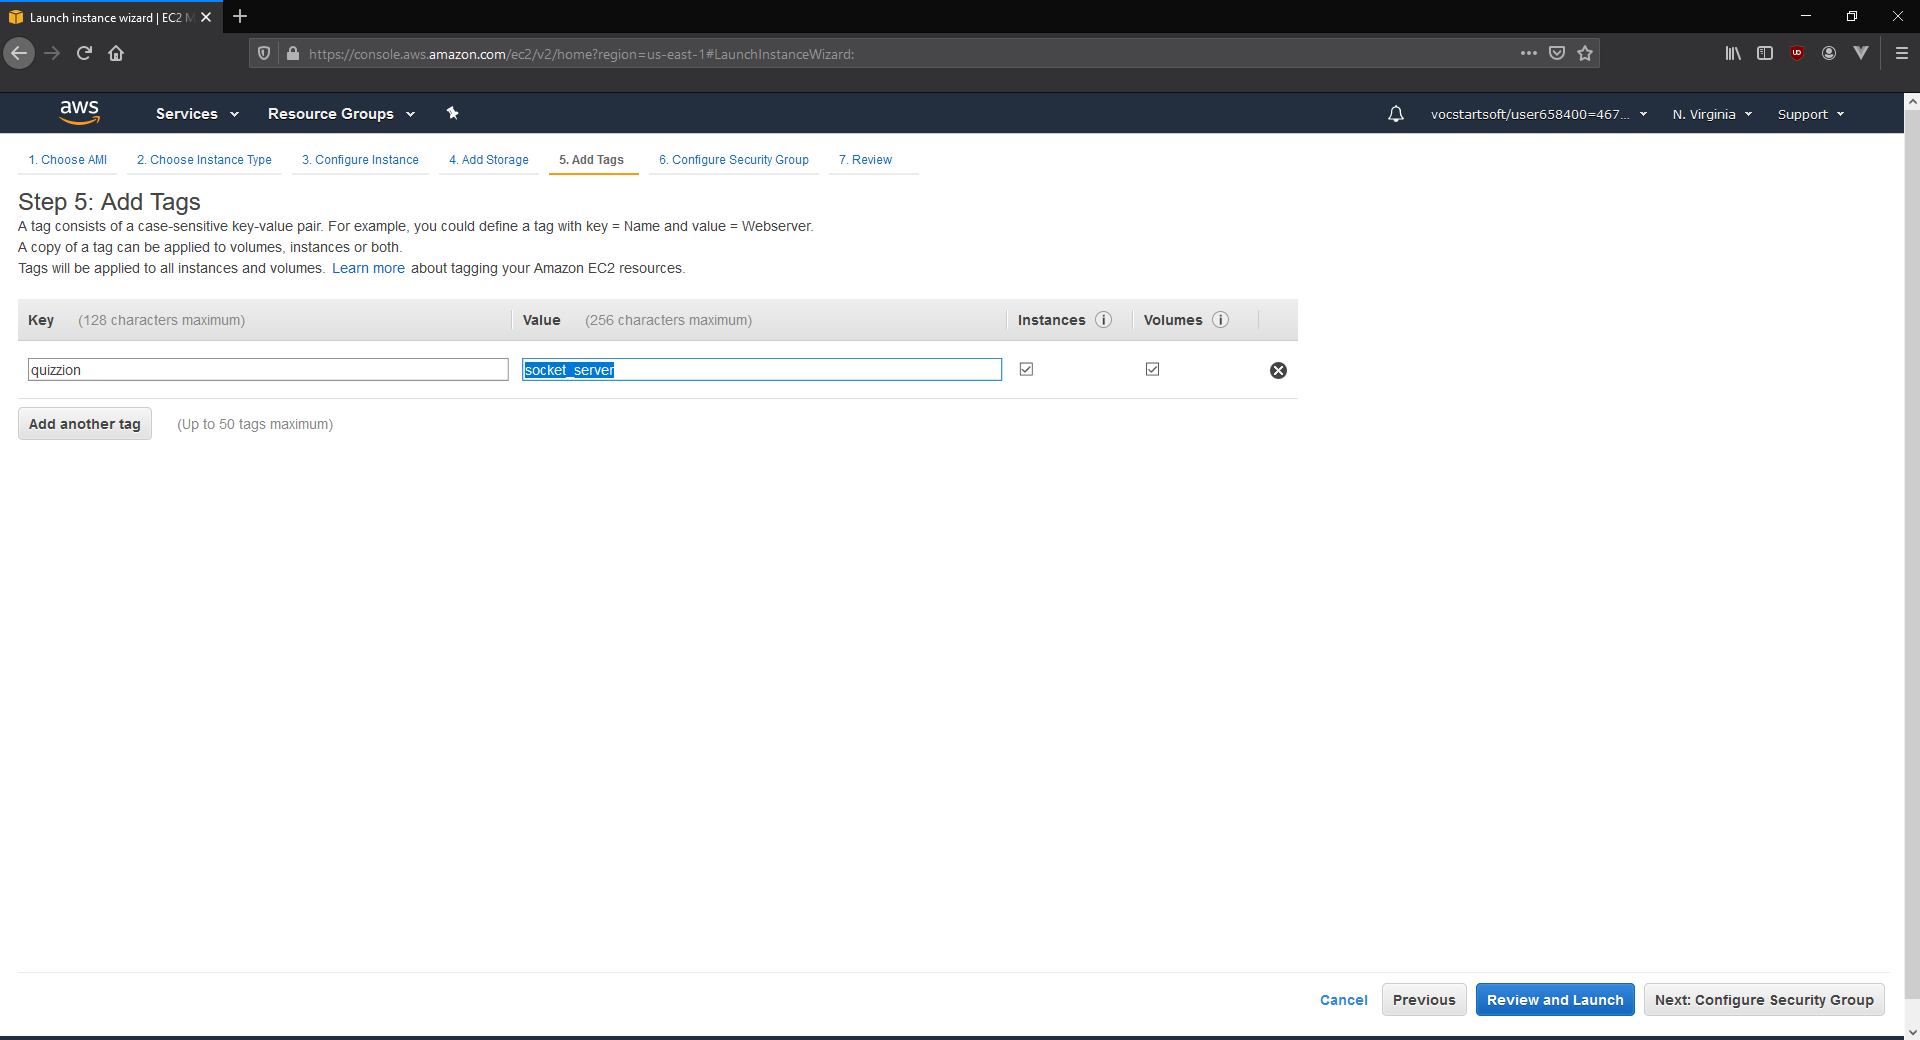 Launch instance wizard | EC2 M
https://console.aws.amazon.com/ec2/v2/home?region=us-east-1#LaunchInstanceWizard:
aws Services Resource Groups vocstartsoft/user658400=467... N. Virginia Support
1. Choose AMI 2. Choose Instance Type 3. Configure Instance 4. Add Storage 5. Add Tags 6. Configure Security Group 7. Review
Step 5: Add Tags
A tag consists of a case-sensitive key-value pair. For example, you could define a tag with key = Name and value = Webserver.
A copy of a tag can be applied to volumes, instances or both.
Tags will be applied to all instances and volumes. Learn more about tagging your Amazon EC2 resources.
Key (128 characters maximum) Value (256 characters maximum) Instances i Volumes i
quizzion socket_server
Add another tag (Up to 50 tags maximum)
Cancel Previous Review and Launch Next: Configure Security Group